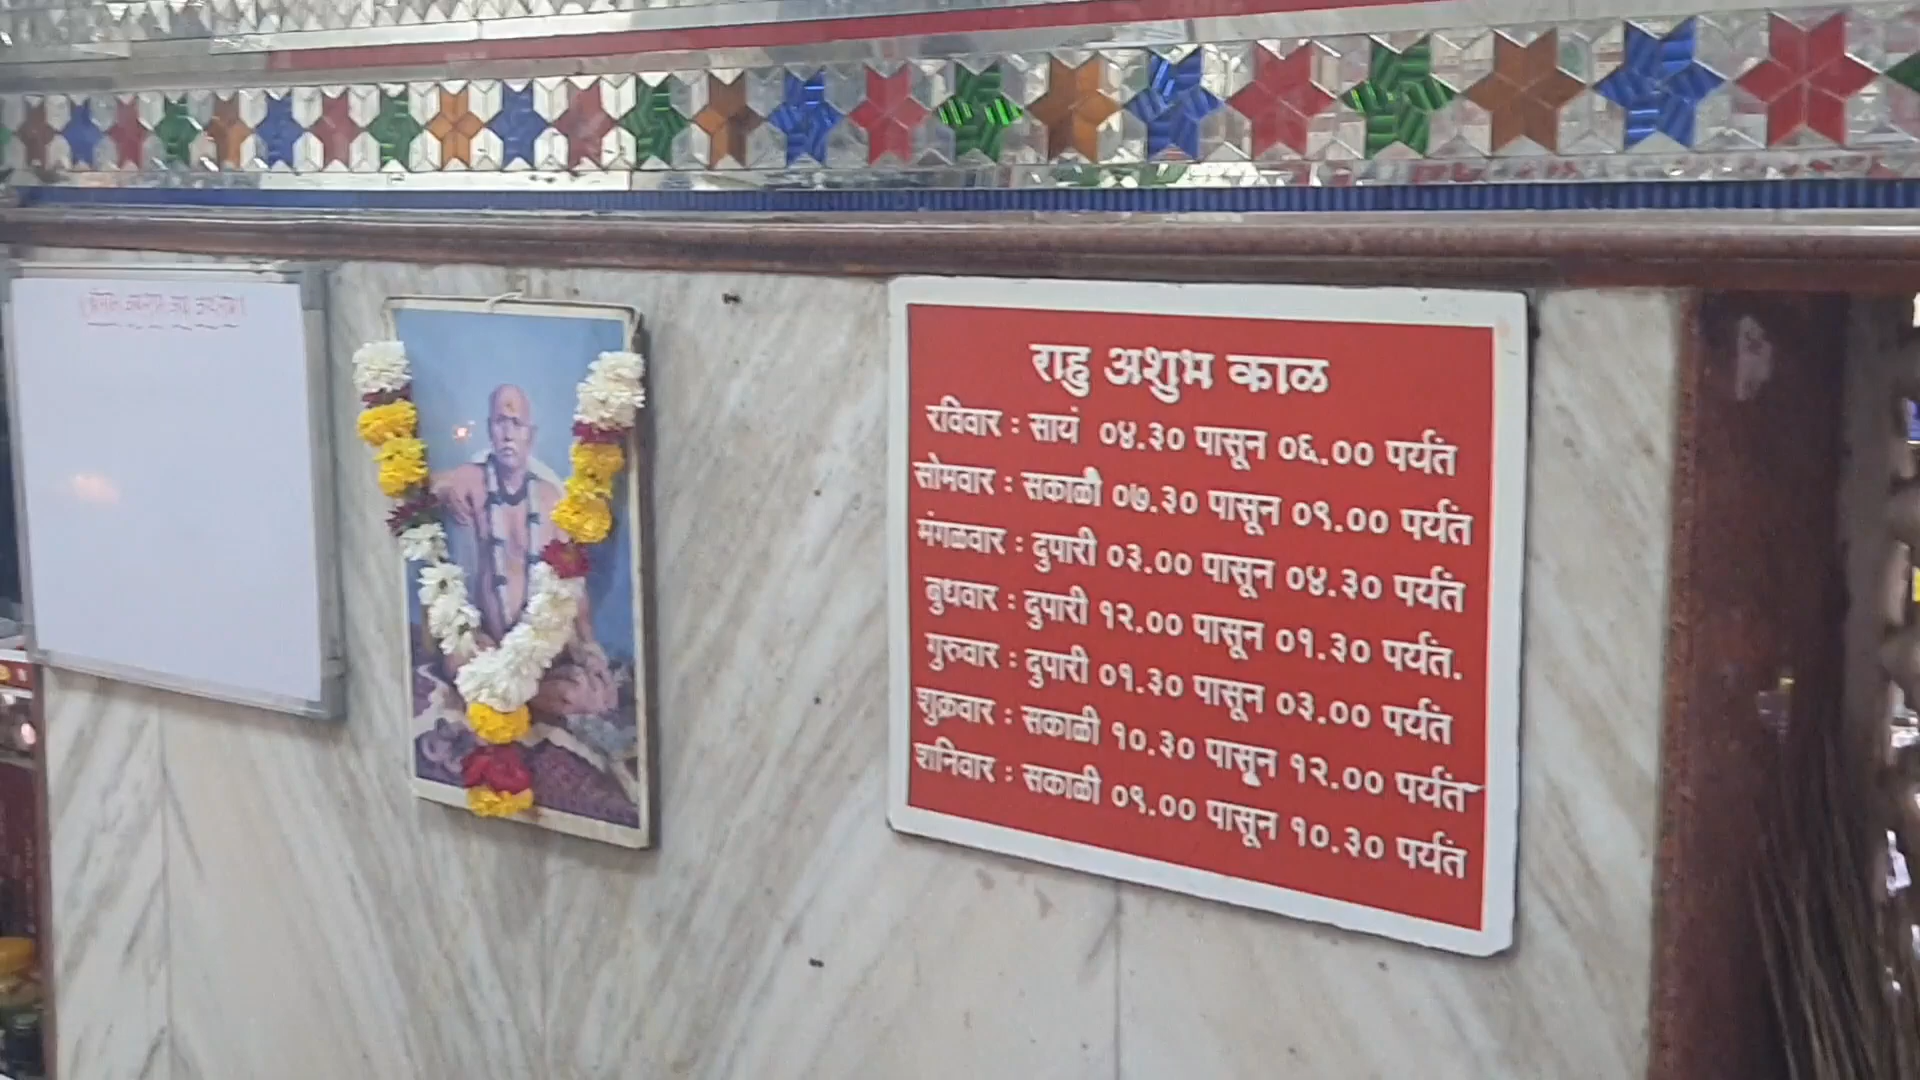 राहु अशुभ काळ
रविवार : सायं ०४.३० पासून ०६.०० पर्यंत
सोमवार : सकाळी ०७.३० पासून ०९.०० पर्यंत
मंगळवार : दुपारी ०३.०० पासून ०४.३० पर्यंत
बुधवार : दुपारी १२.०० पासून ०१.३० पर्यंत.
गुरुवार : दुपारी ०१.३० पासून ०३.०० पर्यंत
शुक्रवार : सकाळी १०.३० पासून १२.०० पर्यंत
शनिवार : सकाळी ०९.०० पासून १०.३० पर्यंत